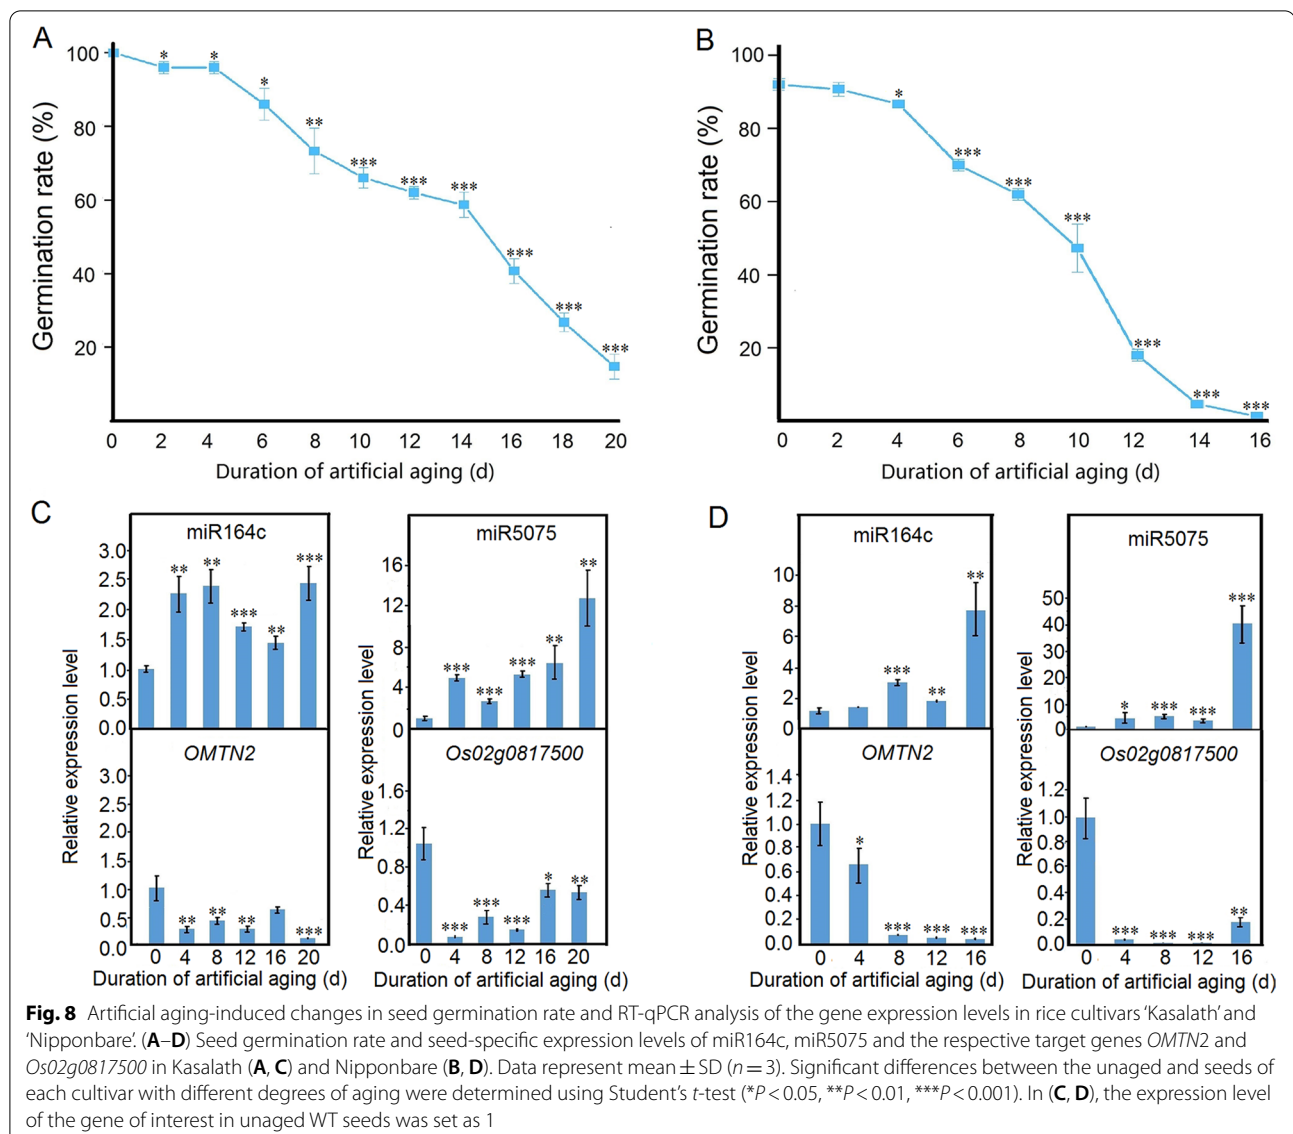 A
B
100
80
60
40
20
Germination rate (%)
* * * ** *** *** *** *** *** ***
0 2 4 6 8 10 12 14 16 18 20
Duration of artificial aging (d)
100
80
60
40
20
Germination rate (%)
* *** *** *** *** *** ***
0 2 4 6 8 10 12 14 16
Duration of artificial aging (d)
C
Relative expression level
miR164c
3.0
2.5
2.0
1.5
1.0
0.5
0.0
** ** *** ** ***
OMTN2
3.0
2.5
2.0
1.5
1.0
0.5
0.0
** ** ** ***
0 4 8 12 16 20
Duration of artificial aging (d)
Relative expression level
miR5075
16
12
8
4
0
*** *** *** ** **
Os02g0817500
1.6
1.2
0.8
0.4
0.0
*** *** *** * **
0 4 8 12 16 20
Duration of artificial aging (d)
D
Relative expression level
miR164c
10
8
6
4
2
0
*** ** **
OMTN2
1.4
1.2
1.0
0.8
0.6
0.4
0.2
0.0
* *** *** ***
0 4 8 12 16
Duration of artificial aging (d)
Relative expression level
miR5075
50
40
30
20
10
0
* *** *** ***
Os02g0817500
1.2
1.0
0.8
0.6
0.4
0.2
0.0
*** *** *** **
0 4 8 12 16
Duration of artificial aging (d)
Fig. 8 Artificial aging-induced changes in seed germination rate and RT-qPCR analysis of the gene expression levels in rice cultivars ‘Kasalath’ and
‘Nipponbare’. (A–D) Seed germination rate and seed-specific expression levels of miR164c, miR5075 and the respective target genes OMTN2 and
Os02g0817500 in Kasalath (A, C) and Nipponbare (B, D). Data represent mean ± SD (n = 3). Significant differences between the unaged and seeds of
each cultivar with different degrees of aging were determined using Student’s t-test (*P < 0.05, **P < 0.01, ***P < 0.001). In (C, D), the expression level
of the gene of interest in unaged WT seeds was set as 1